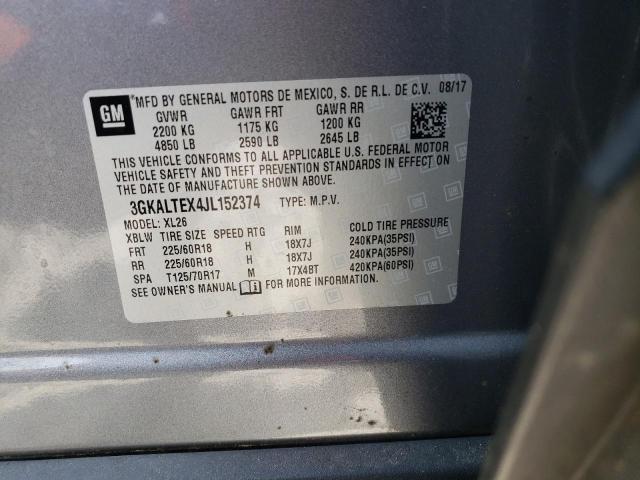 GM
*MFD BY GENERAL MOTORS DE MEXICO, S. DE R.L. DE C.V. 08/17
GVWR GAWR FRT GAWR RR
2200 KG 1175 KG 1200 KG
4850 LB 2590 LB 2645 LB
THIS VEHICLE CONFORMS TO ALL APPLICABLE U.S. FEDERAL MOTOR
VEHICLE SAFETY AND THEFT PREVENTION STANDARDS IN EFFECT ON
THE DATE OF MANUFACTURE SHOWN ABOVE.
3GKALTEX4JL152374 TYPE: M.P.V.
MODEL: XL26
XBLW TIRE SIZE SPEED RTG RIM COLD TIRE PRESSURE
FRT 225/60R18 H 18X7J 240KPA(35PSI)
RR 225/60R18 H 18X7J 240KPA(35PSI)
SPA T125/70R17 M 17X4BT 420KPA(60PSI)
SEE OWNER'S MANUAL FOR MORE INFORMATION.